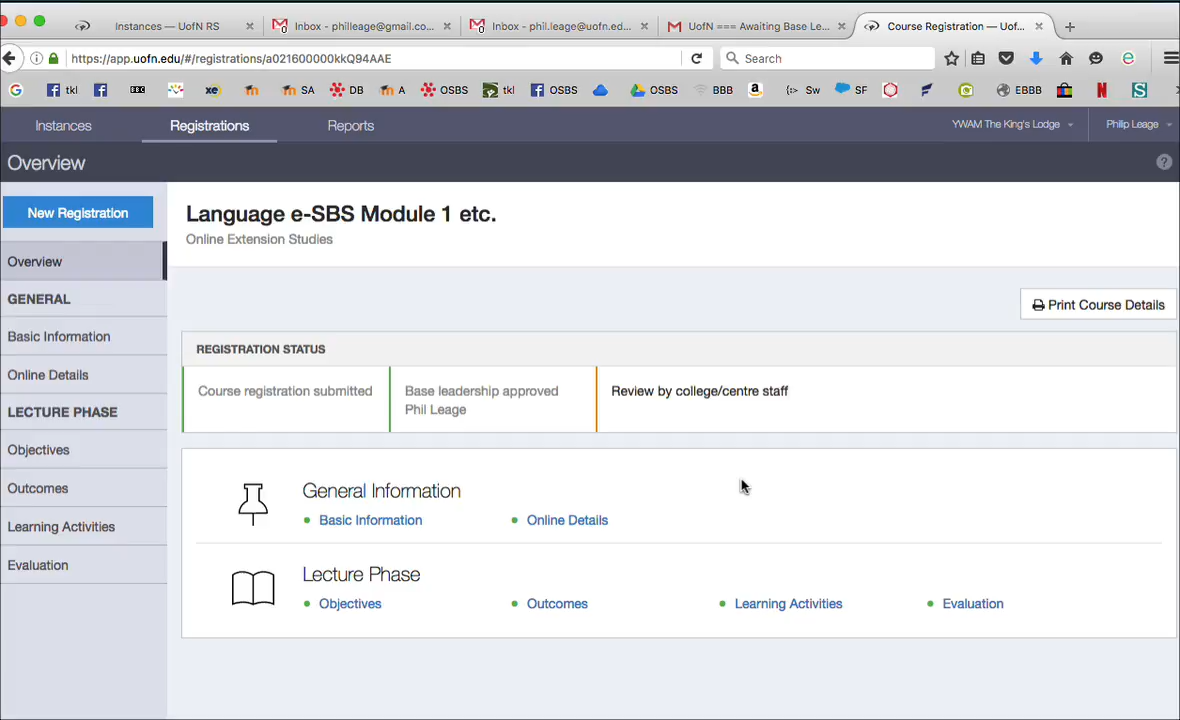 Instances — UofN RS
Inbox - philleage@gmail.co...
Inbox - phil.leage@uofn.ed...
UofN === Awaiting Base Le...
Course Registration — Uof...
https://app.uofn.edu/#/registrations/a021600000kkQ94AAE
Search
tkl
BBC
xe
SA
DB
A
OSBS
tkl
OSBS
OSBS
BBB
Sw
SF
EBBB
Instances
Registrations
Reports
YWAM The King's Lodge
Philip Leage
Overview
New Registration
Overview
GENERAL
Basic Information
Online Details
LECTURE PHASE
Objectives
Outcomes
Learning Activities
Evaluation
Language e-SBS Module 1 etc.
Online Extension Studies
Print Course Details
REGISTRATION STATUS
Course registration submitted
Base leadership approved
Phil Leage
Review by college/centre staff
General Information
Basic Information
Online Details
Lecture Phase
Objectives
Outcomes
Learning Activities
Evaluation